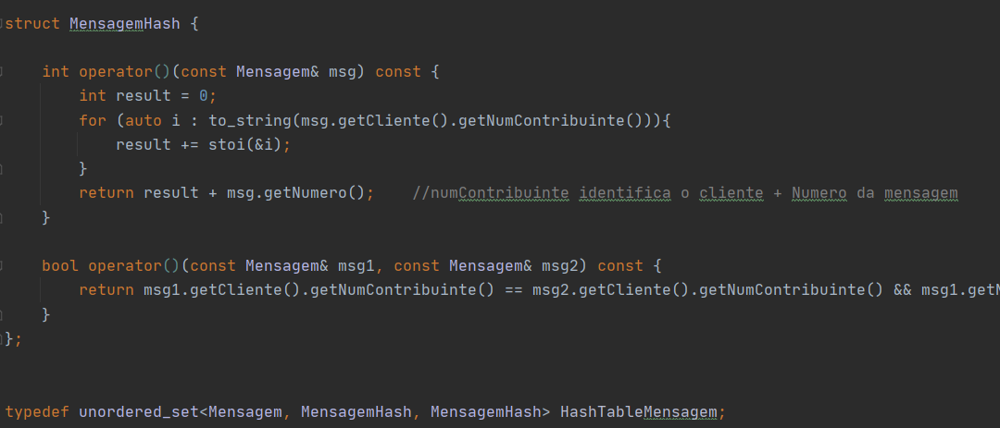 struct MensagemHash {
int operator()(const Mensagem& msg) const {
int result = 0;
for (auto i : to_string(msg.getCliente().getNumContribuinte())){
result += stoi(&i);
}
return result + msg.getNumero(); //numContribuinte identifica o cliente + Numero da mensagem
}
bool operator()(const Mensagem& msg1, const Mensagem& msg2) const {
return msg1.getCliente().getNumContribuinte() == msg2.getCliente().getNumContribuinte() && msg1.get
}
};
typedef unordered_set<Mensagem, MensagemHash, MensagemHash> HashTableMensagem;